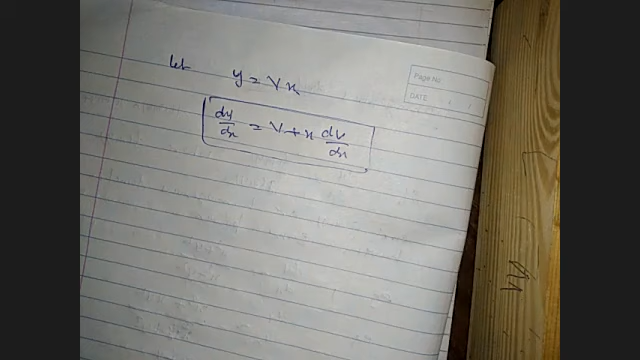 let y = vx
Page No
DATE
dy/dx = v + x dv/dx